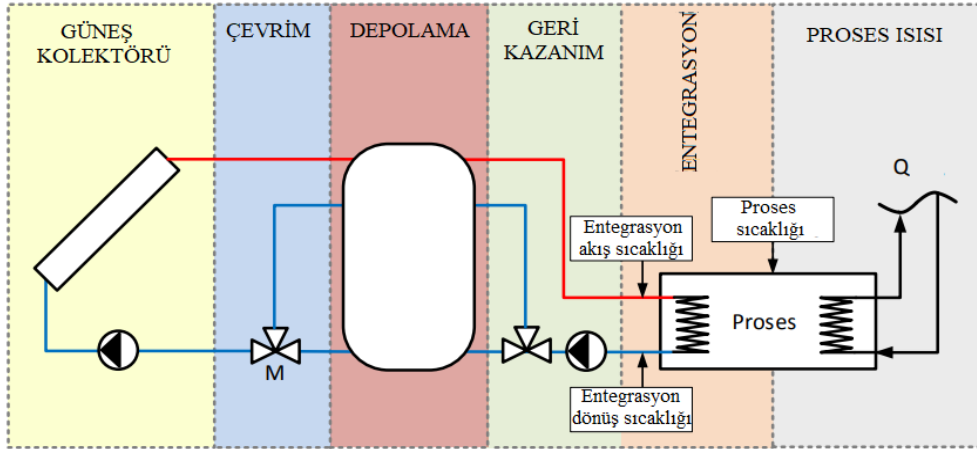 GÜNEŞ
KOLEKTÖRÜ
ÇEVRİM
DEPOLAMA
GERİ
KAZANIM
ENTEGRASYON
PROSES ISISI
Q
Proses
sıcaklığı
Entegrasyon
akış sıcaklığı
Proses
M
Entegrasyon
dönüş sıcaklığı